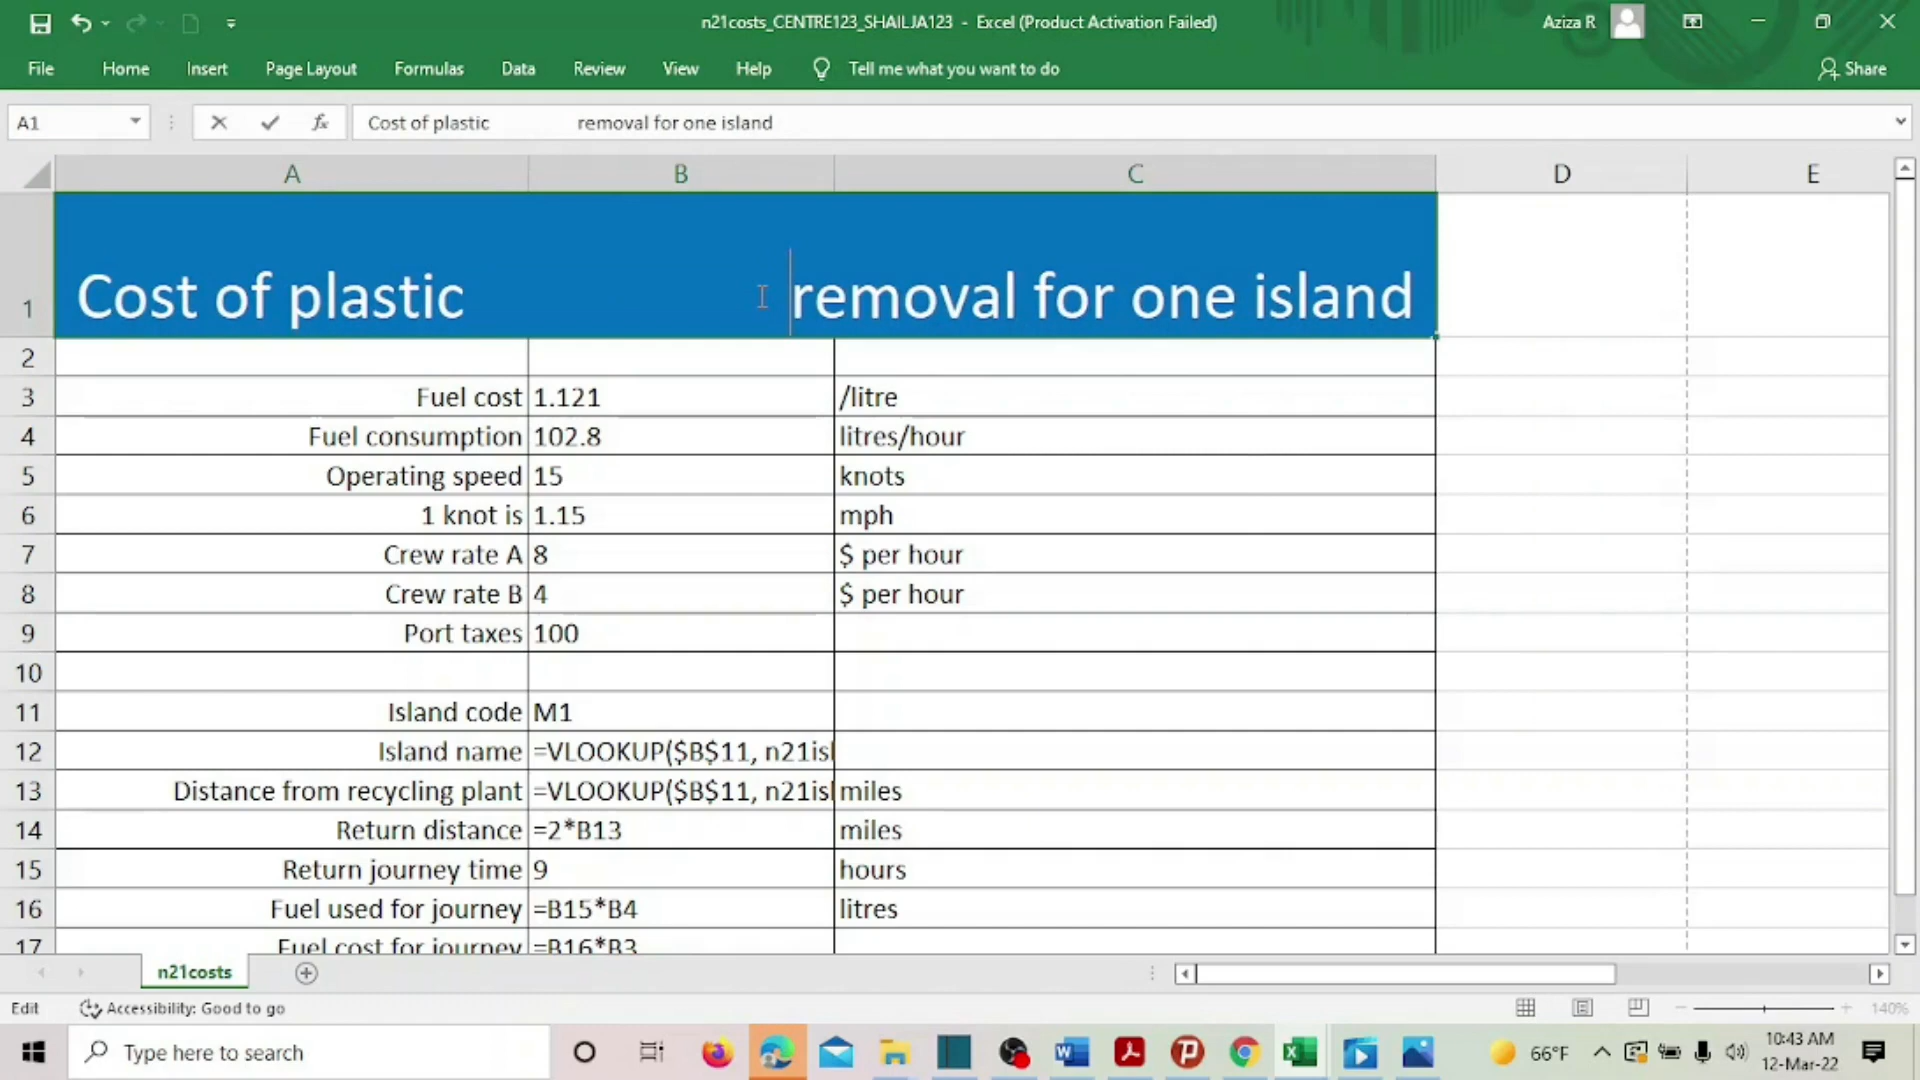 n21costs_CENTRE123_SHAILJA123 - Excel (Product Activation Failed)
Aziza R
File Home Insert Page Layout Formulas Data Review View Help Tell me what you want to do Share
A1 fx Cost of plastic removal for one island
A B C D E
1 Cost of plastic removal for one island
2
3 Fuel cost 1.121 /litre
4 Fuel consumption 102.8 litres/hour
5 Operating speed 15 knots
6 1 knot is 1.15 mph
7 Crew rate A 8 $ per hour
8 Crew rate B 4 $ per hour
9 Port taxes 100
10
11 Island code M1
12 Island name =VLOOKUP($B$11, n21isl
13 Distance from recycling plant =VLOOKUP($B$11, n21isl miles
14 Return distance =2*B13 miles
15 Return journey time 9 hours
16 Fuel used for journey =B15*B4 litres
17 Fuel cost for journey =B16*B3
n21costs
Edit Accessibility: Good to go 140%
Type here to search 66°F 10:43 AM
12-Mar-22